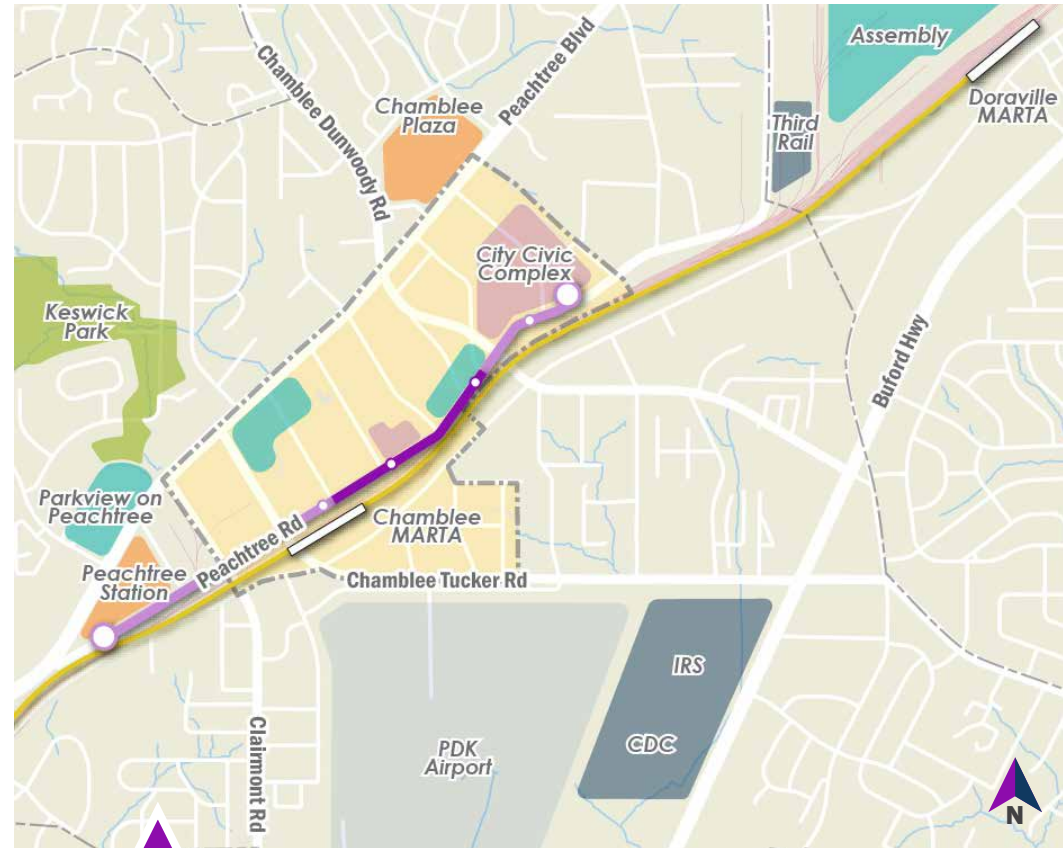 Assembly
Doraville
MARTA
Peachtree Blvd
Chamblee Dunwoody Rd
Chamblee
Plaza
Third
Rail
City Civic
Complex
Keswick
Park
Buford Hwy
Parkview on
Peachtree
Chamblee
MARTA
Peachtree Rd
Peachtree
Station
Chamblee Tucker Rd
IRS
CDC
PDK
Airport
Clairmont Rd
N